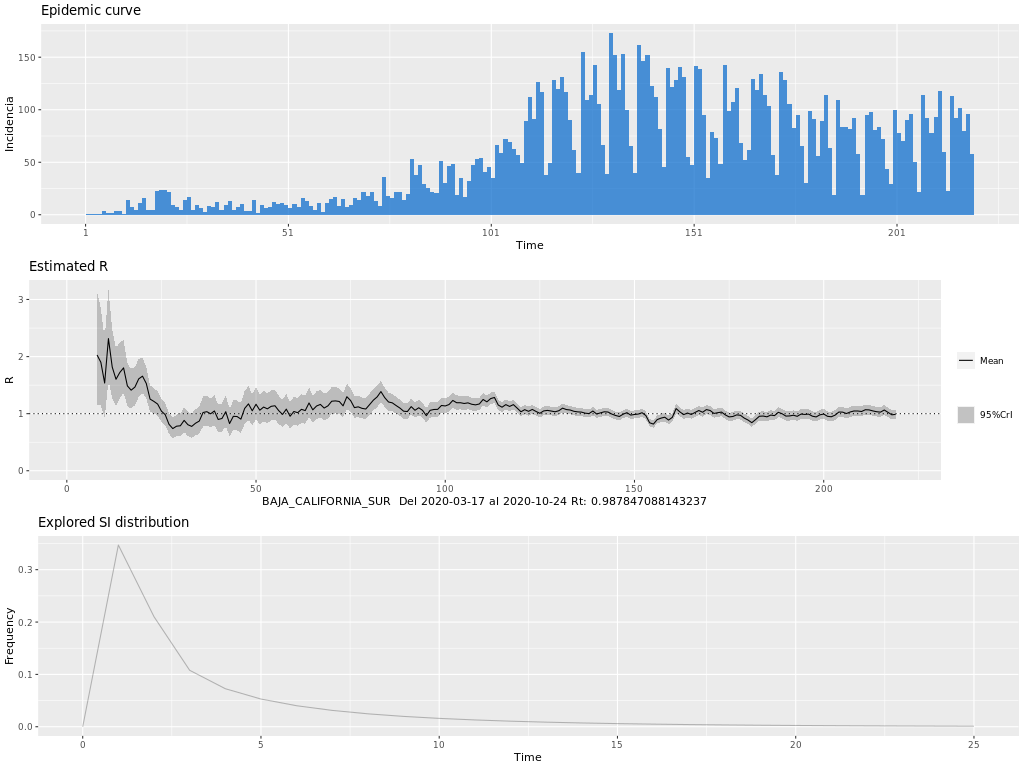 Epidemic curve
Incidencia
150
100
50
0
1
51
101
151
201
Time
Estimated R
R
3
2
1
0
0
50
100
150
200
Mean
95%CrI
BAJA_CALIFORNIA_SUR  Del 2020-03-17 al 2020-10-24 Rt: 0.987847088143237
Explored SI distribution
Frequency
0.3
0.2
0.1
0.0
0
5
10
15
20
25
Time